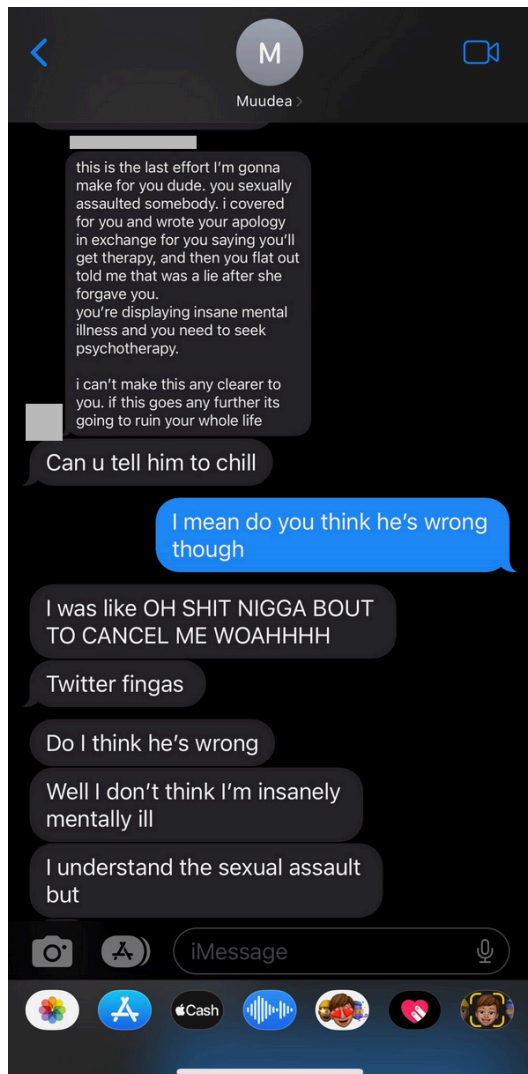 M
Muudea >
this is the last effort I'm gonna
make for you dude. you sexually
assaulted somebody. i covered
for you and wrote your apology
in exchange for you saying you'll
get therapy, and then you flat out
told me that was a lie after she
forgave you.
you're displaying insane mental
illness and you need to seek
psychotherapy.
i can't make this any clearer to
you. if this goes any further its
going to ruin your whole life
Can u tell him to chill
I mean do you think he's wrong
though
I was like OH SHIT NIGGA BOUT
TO CANCEL ME WOAHHHH
Twitter fingas
Do I think he's wrong
Well I don't think I'm insanely
mentally ill
I understand the sexual assault
but
iMessage
Cash